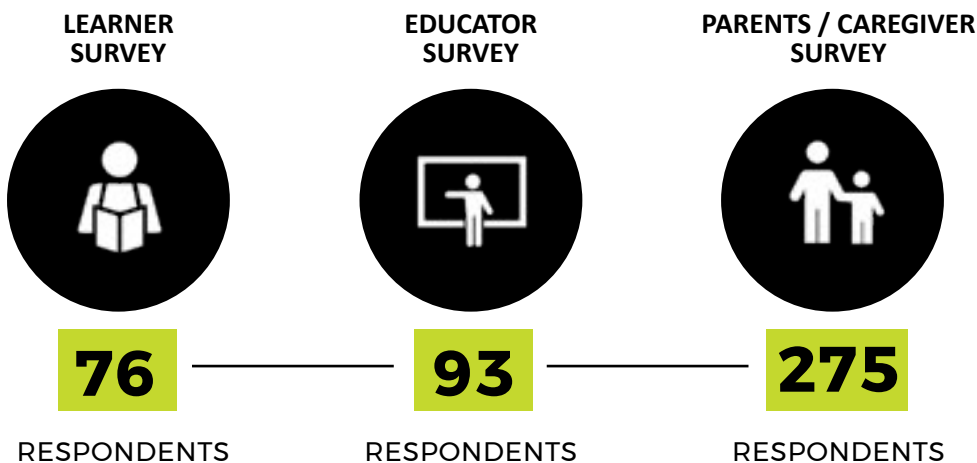 LEARNER
SURVEY
EDUCATOR
SURVEY
PARENTS / CAREGIVER
SURVEY
76
93
275
RESPONDENTS
RESPONDENTS
RESPONDENTS